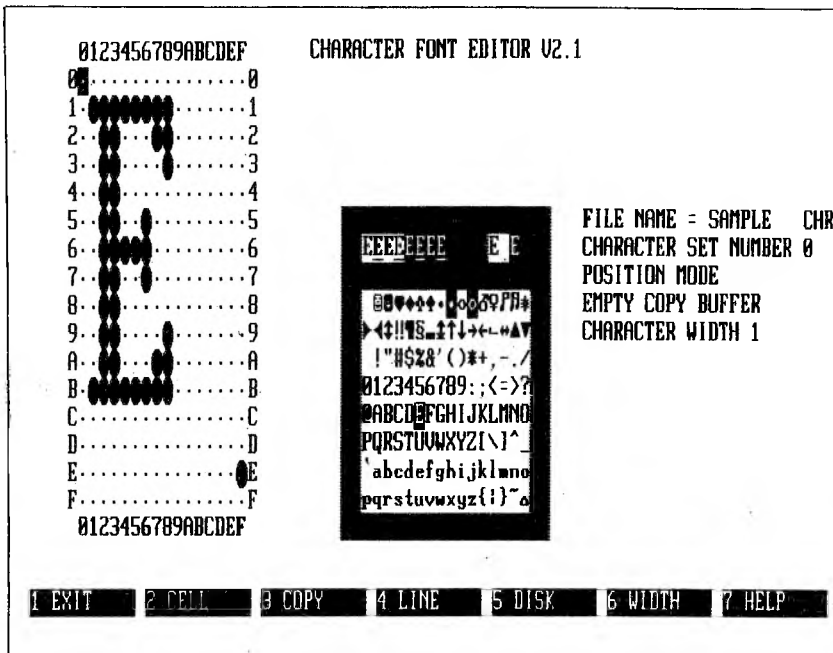 0123456789ABCDEF
CHARACTER FONT EDITOR V2.1
0 0
1 1
2 2
3 3
4 4
5 5
6 6
7 7
8 8
9 9
A A
B B
C C
D D
E E
F F
0123456789ABCDEF
EEEEEEEE E E
!"#$%&'()*+,-./
0123456789:;<=>?
@ABCDEFGHIJKLMNO
PQRSTUVWXYZ[\]^_
`abcdefghijklmno
pqrstuvwxyz{|}~⌂
FILE NAME = SAMPLE CHR
CHARACTER SET NUMBER 0
POSITION MODE
EMPTY COPY BUFFER
CHARACTER WIDTH 1
1 EXIT 2 CELL 3 COPY 4 LINE 5 DISK 6 WIDTH 7 HELP